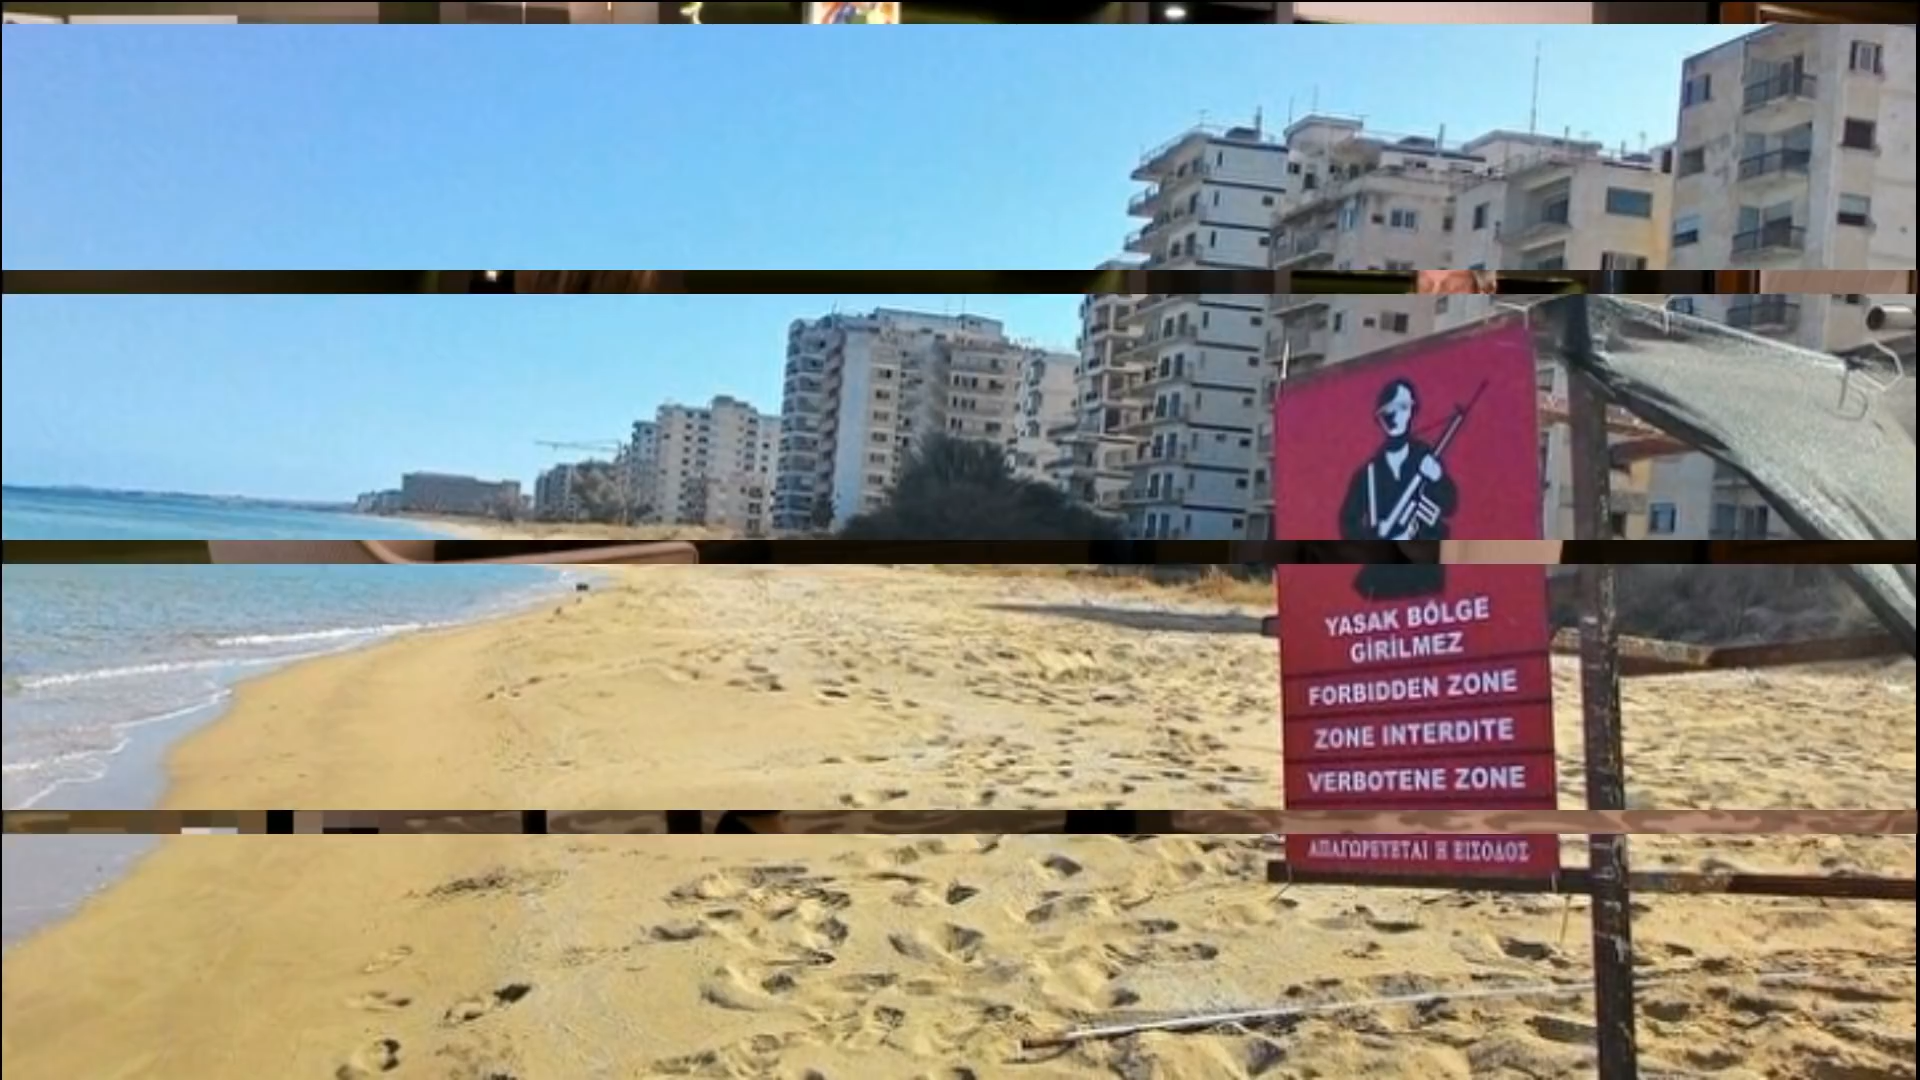 YASAK BÖLGE
GİRİLMEZ
FORBIDDEN ZONE
ZONE INTERDITE
VERBOTENE ZONE
ΑΠΑΓΟΡΕΥΕΤΑΙ Η ΕΙΣΟΔΟΣ